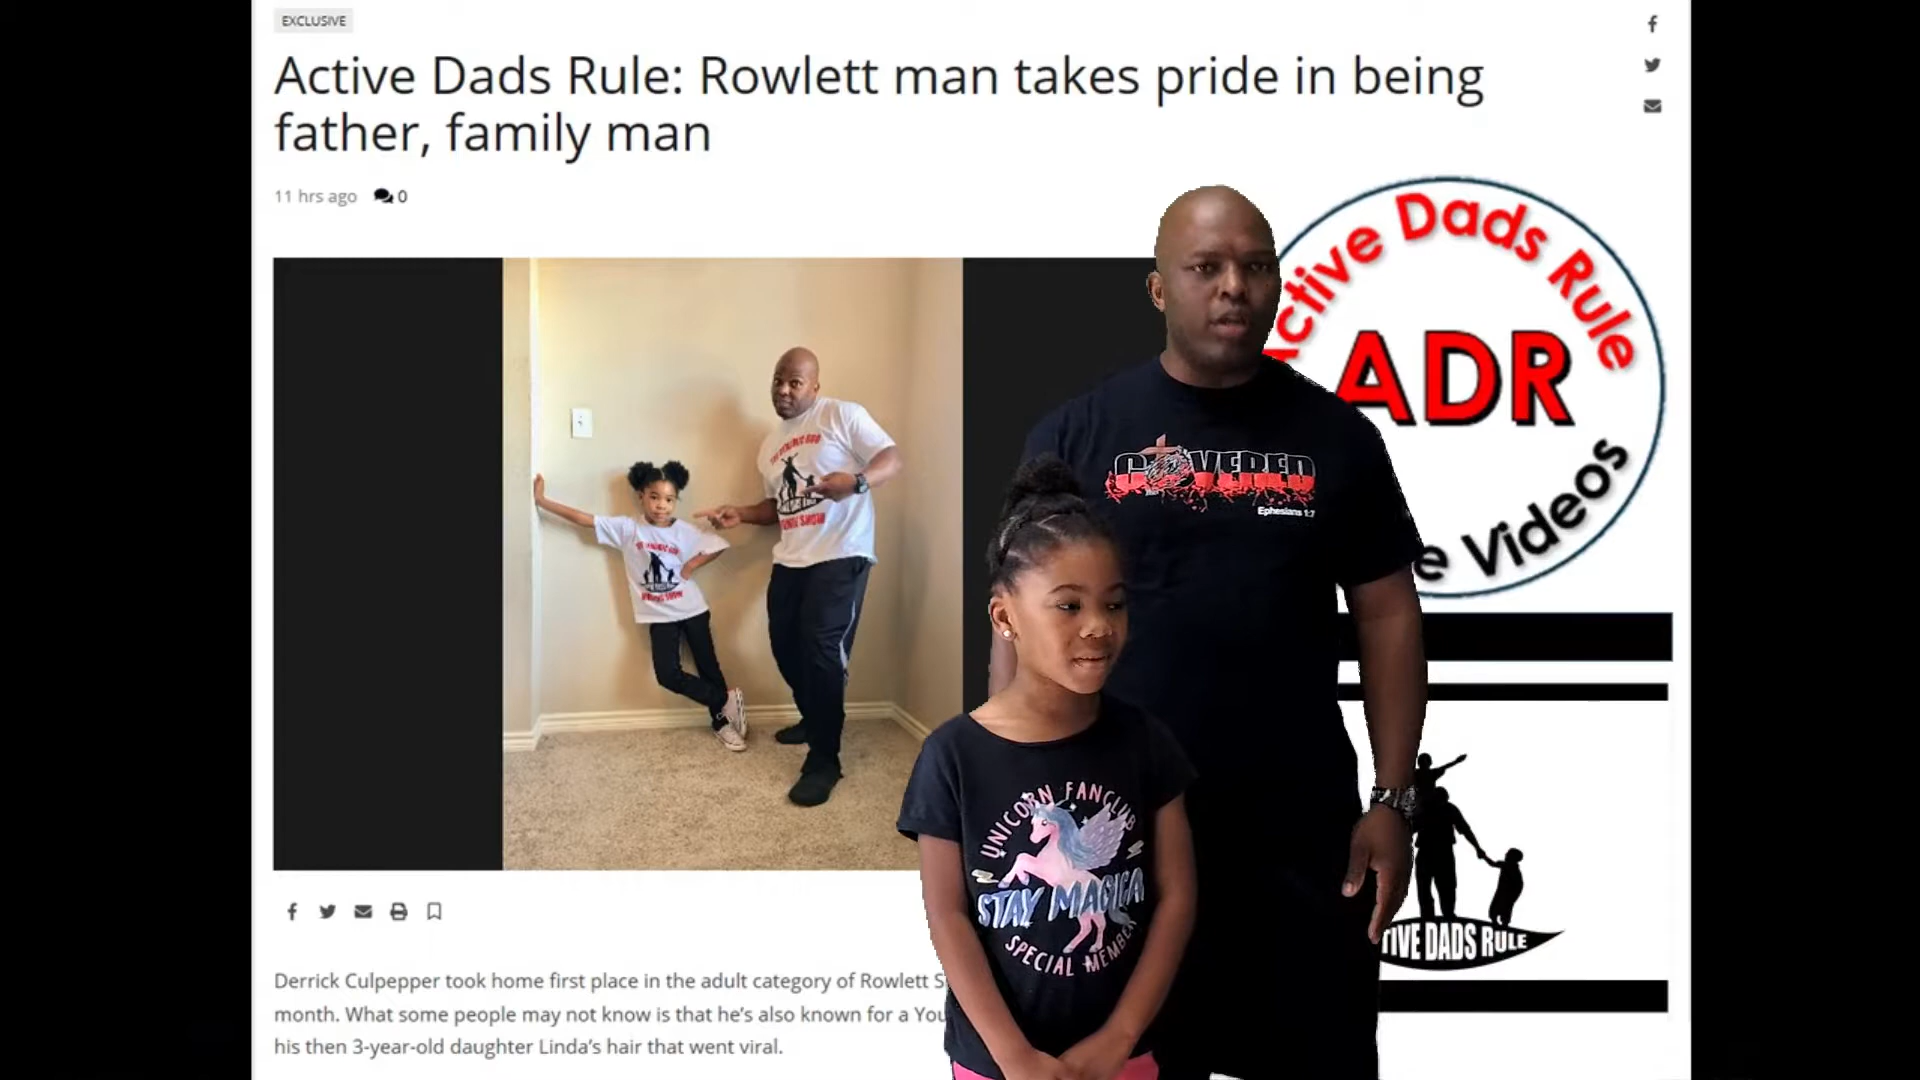 EXCLUSIVE
Active Dads Rule: Rowlett man takes pride in being
father, family man
11 hrs ago 0
Active Dads Rule
ADR
Videos
COVERED
Ephesians 1:7
UNICORN FANCLUB
STAY MAGICA
SPECIAL MEMBER
TIVE DADS RULE
Derrick Culpepper took home first place in the adult category of Rowlett S
month. What some people may not know is that he's also known for a You
his then 3-year-old daughter Linda's hair that went viral.